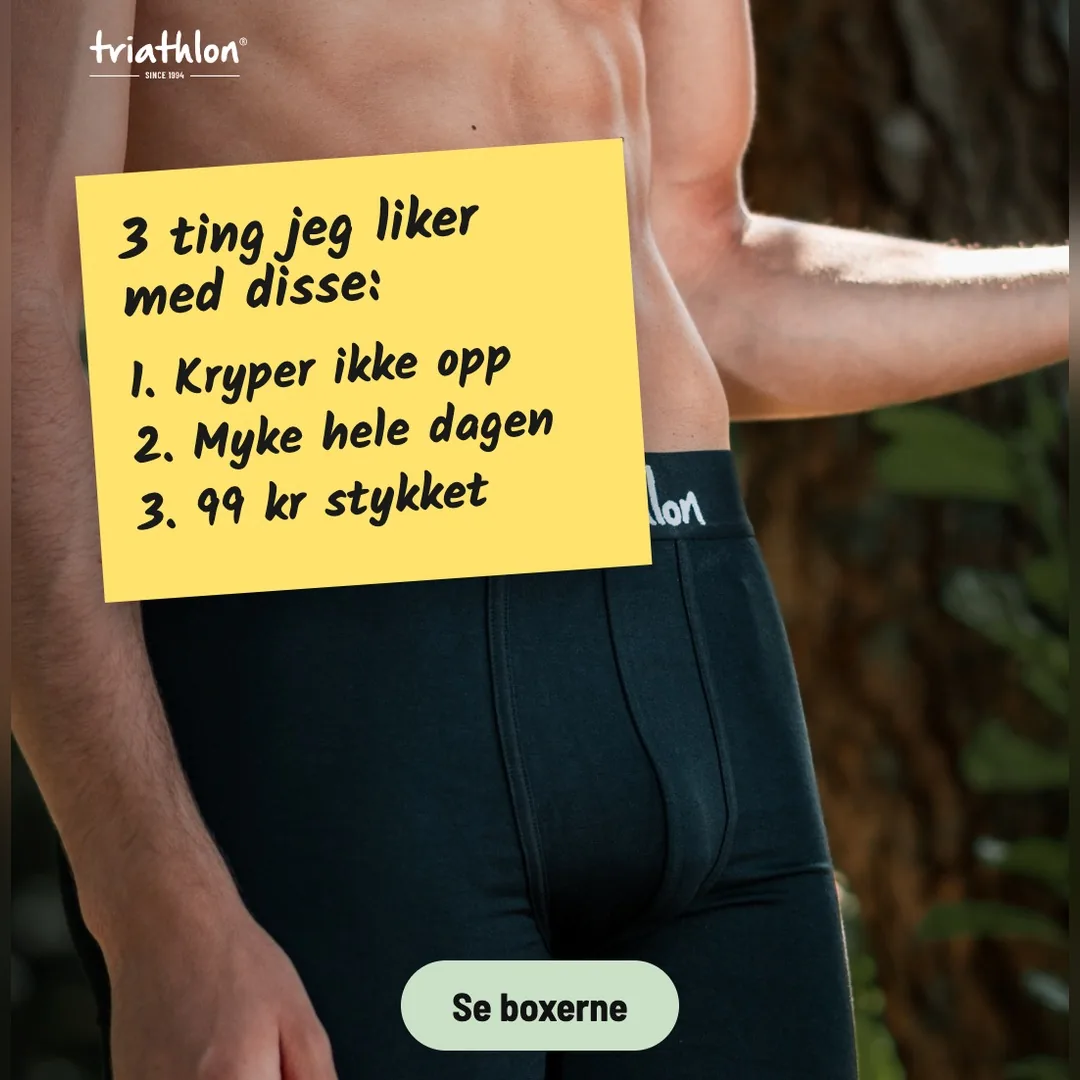 triathlon®
SINCE 1994
3 ting jeg liker
med disse:
1. Kryper ikke opp
2. Myke hele dagen
3. 99 kr stykket
lon
Se boxerne